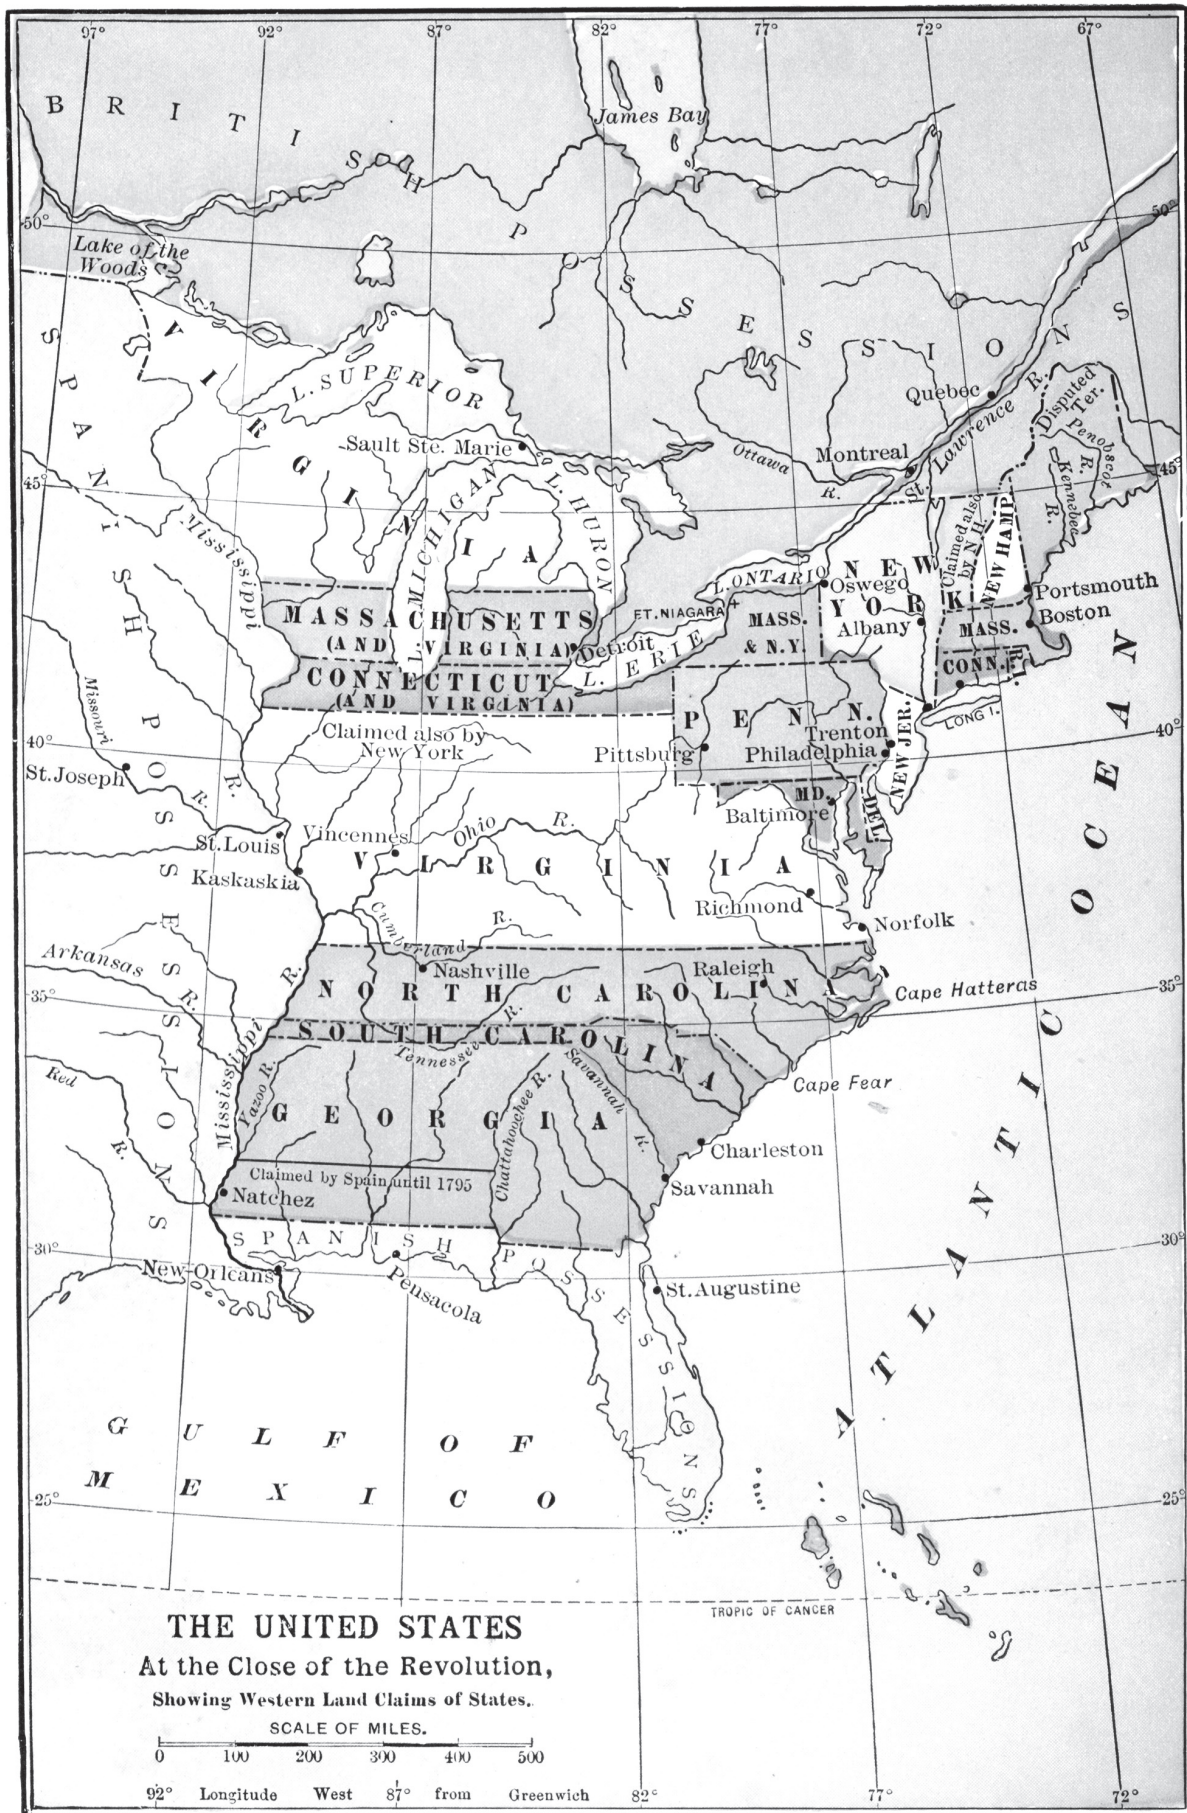 97° 92° 87° 82° 77° 72° 67°
BRITISH POSSESSIONS
James Bay
50° 50°
Lake of the
Woods
SPANISH POSSESSIONS
VIRGINIA
L. SUPERIOR
Quebec
St. Lawrence R.
Disputed
Ter.
Penobscot
R.
Kennebec
R.
Sault Ste. Marie
Ottawa
R.
Montreal
45° 45°
L. MICHIGAN
L. HURON
Mississippi
R.
Claimed also
by N.H.
NEW HAMP.
L. ONTARIO
NEW
YORK
Oswego
Portsmouth
Boston
MASSACHUSETTS
(AND VIRGINIA)
FT. NIAGARA
MASS.
& N.Y.
Albany
MASS.
Detroit
L. ERIE
CONN.
R.I.
CONNECTICUT
(AND VIRGINIA)
LONG I.
Missouri
R.
Claimed also by
New York
PENN.
Trenton
Pittsburg
Philadelphia
NEW JER.
40° 40°
St. Joseph
MD.
Baltimore
DEL.
St. Louis
Vincennes
Ohio R.
Kaskaskia
VIRGINIA
Richmond
Norfolk
Cumberland R.
Arkansas
R.
Nashville
Raleigh
NORTH CAROLINA
Cape Hatteras
35° 35°
Mississippi
R.
SOUTH CAROLINA
Tennessee R.
Savannah
R.
Cape Fear
Red
R.
Yazoo R.
GEORGIA
Chattahoochee R.
Charleston
Claimed by Spain until 1795
Natchez
Savannah
SPANISH POSSESSIONS
30° 30°
New Orleans
Pensacola
St. Augustine
ATLANTIC OCEAN
GULF OF
MEXICO
25° 25°
TROPIC OF CANCER
THE UNITED STATES
At the Close of the Revolution,
Showing Western Land Claims of States.
SCALE OF MILES.
0 100 200 300 400 500
92° Longitude West 87° from Greenwich 82° 77° 72°